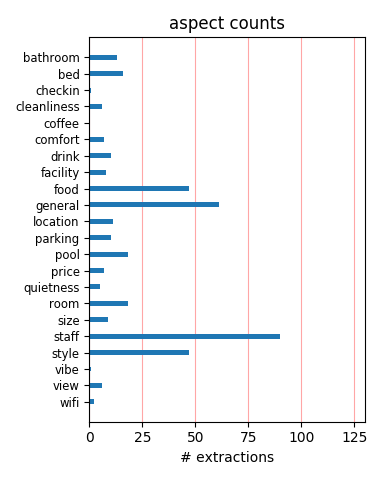 aspect counts
bathroom
bed
checkin
cleanliness
coffee
comfort
drink
facility
food
general
location
parking
pool
price
quietness
room
size
staff
style
vibe
view
wifi
0 25 50 75 100 125
# extractions